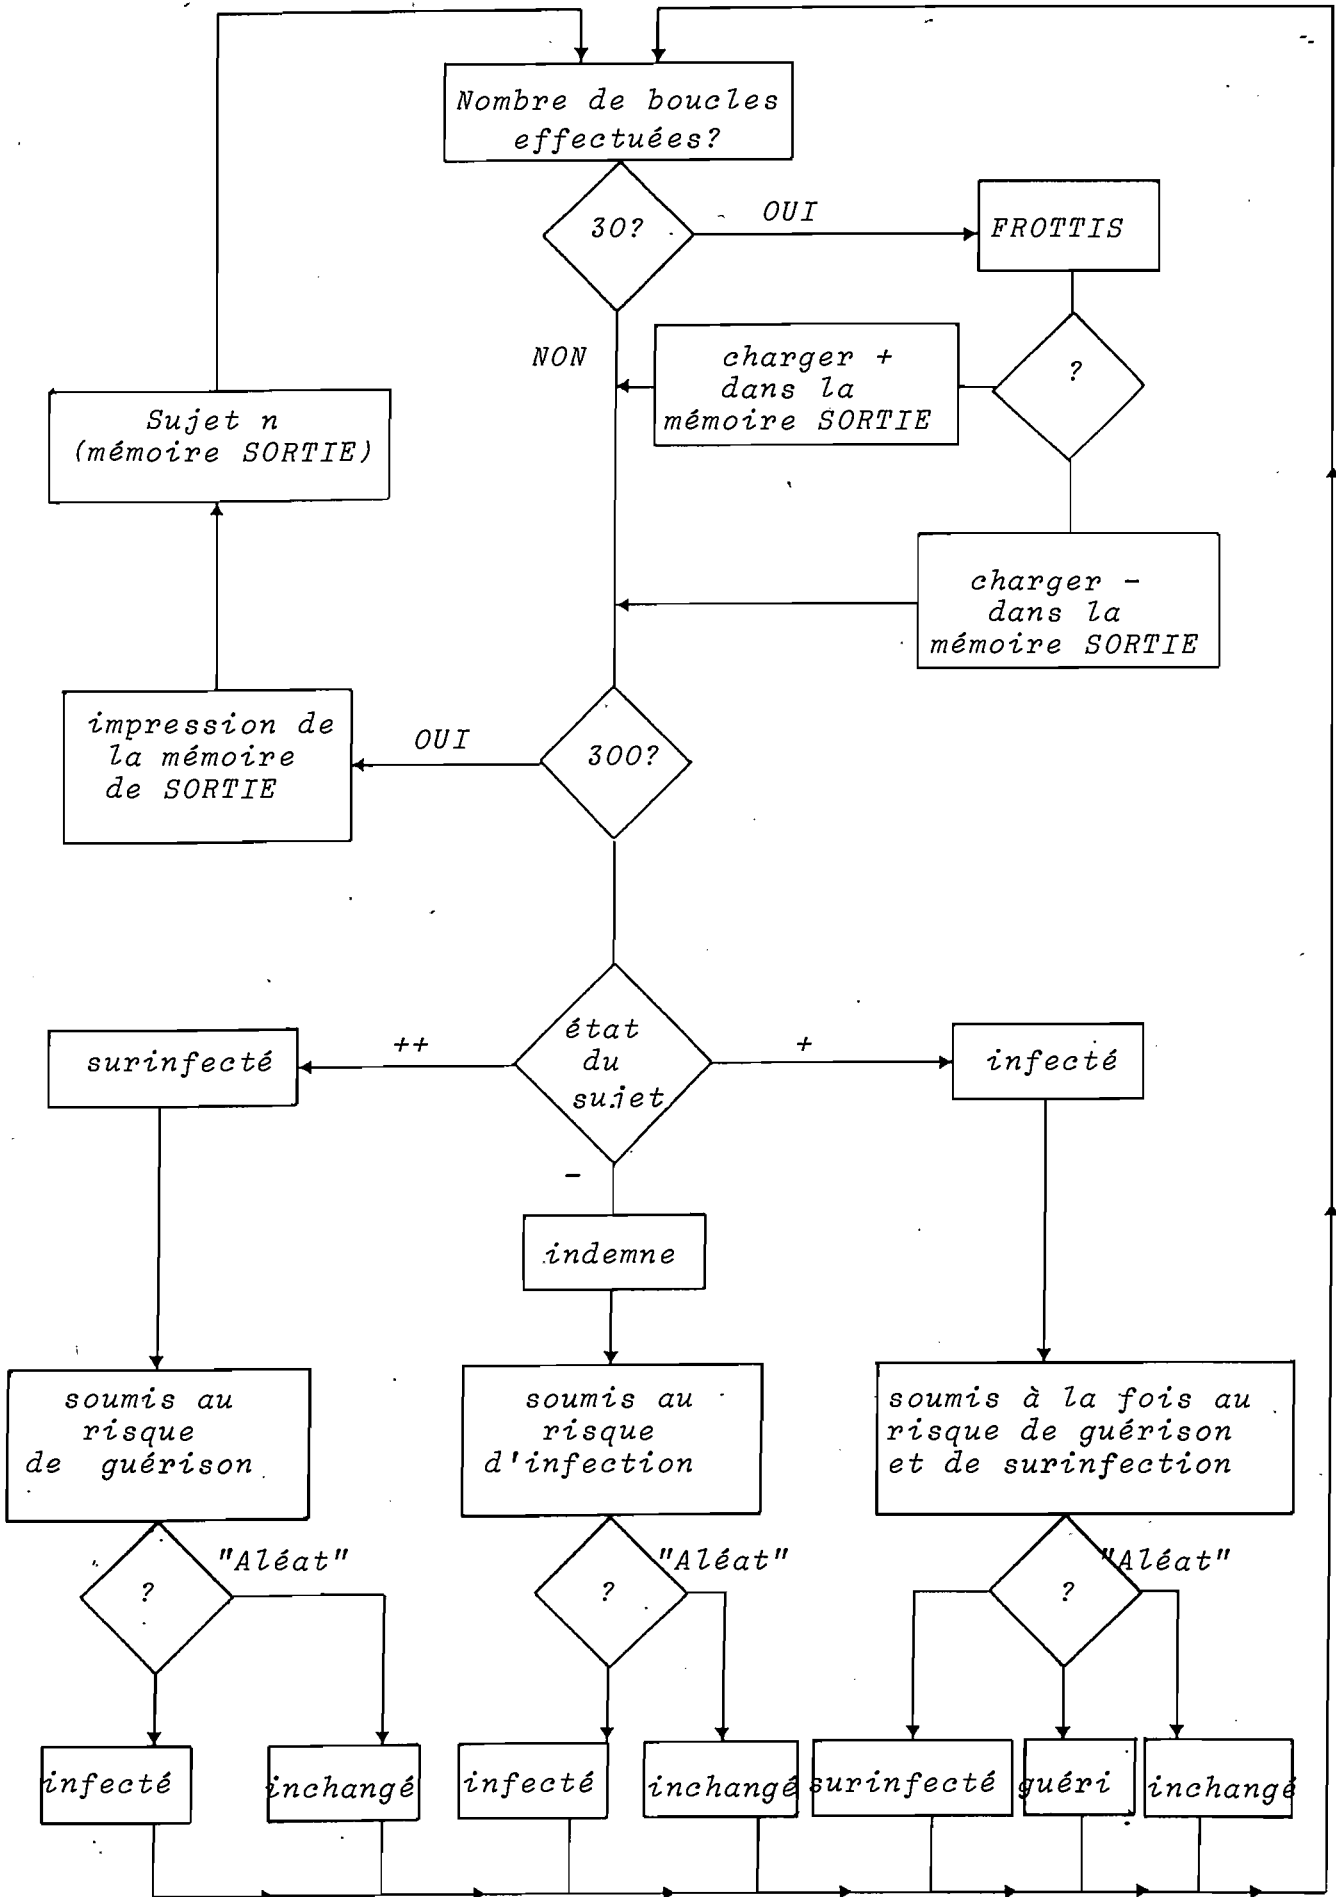 Nombre de boucles
effectuées?
30?
OUI
FROTTIS
NON
charger +
dans la
mémoire SORTIE
?
Sujet n
(mémoire SORTIE)
charger -
dans la
mémoire SORTIE
impression de
la mémoire
de SORTIE
OUI
300?
surinfecté
++
état
du
sujet
+
infecté
-
indemne
soumis au
risque
de guérison
soumis au
risque
d'infection
soumis à la fois au
risque de guérison
et de surinfection
?
"Aléat"
?
"Aléat"
?
"Aléat"
infecté
inchangé
infecté
inchangé
surinfecté
guéri
inchangé